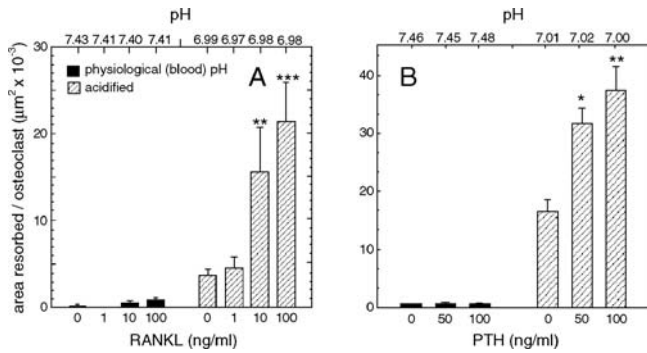 pH
7.43 7.41 7.40 7.41 6.99 6.97 6.98 6.98
30
20
10
0
area resorbed / osteoclast (μm² x 10⁻³)
physiological (blood) pH
acidified
A
**
***
0 1 10 100 0 1 10 100
RANKL (ng/ml)
pH
7.46 7.45 7.48 7.01 7.02 7.00
40
30
20
10
0
B
*
**
0 50 100 0 50 100
PTH (ng/ml)